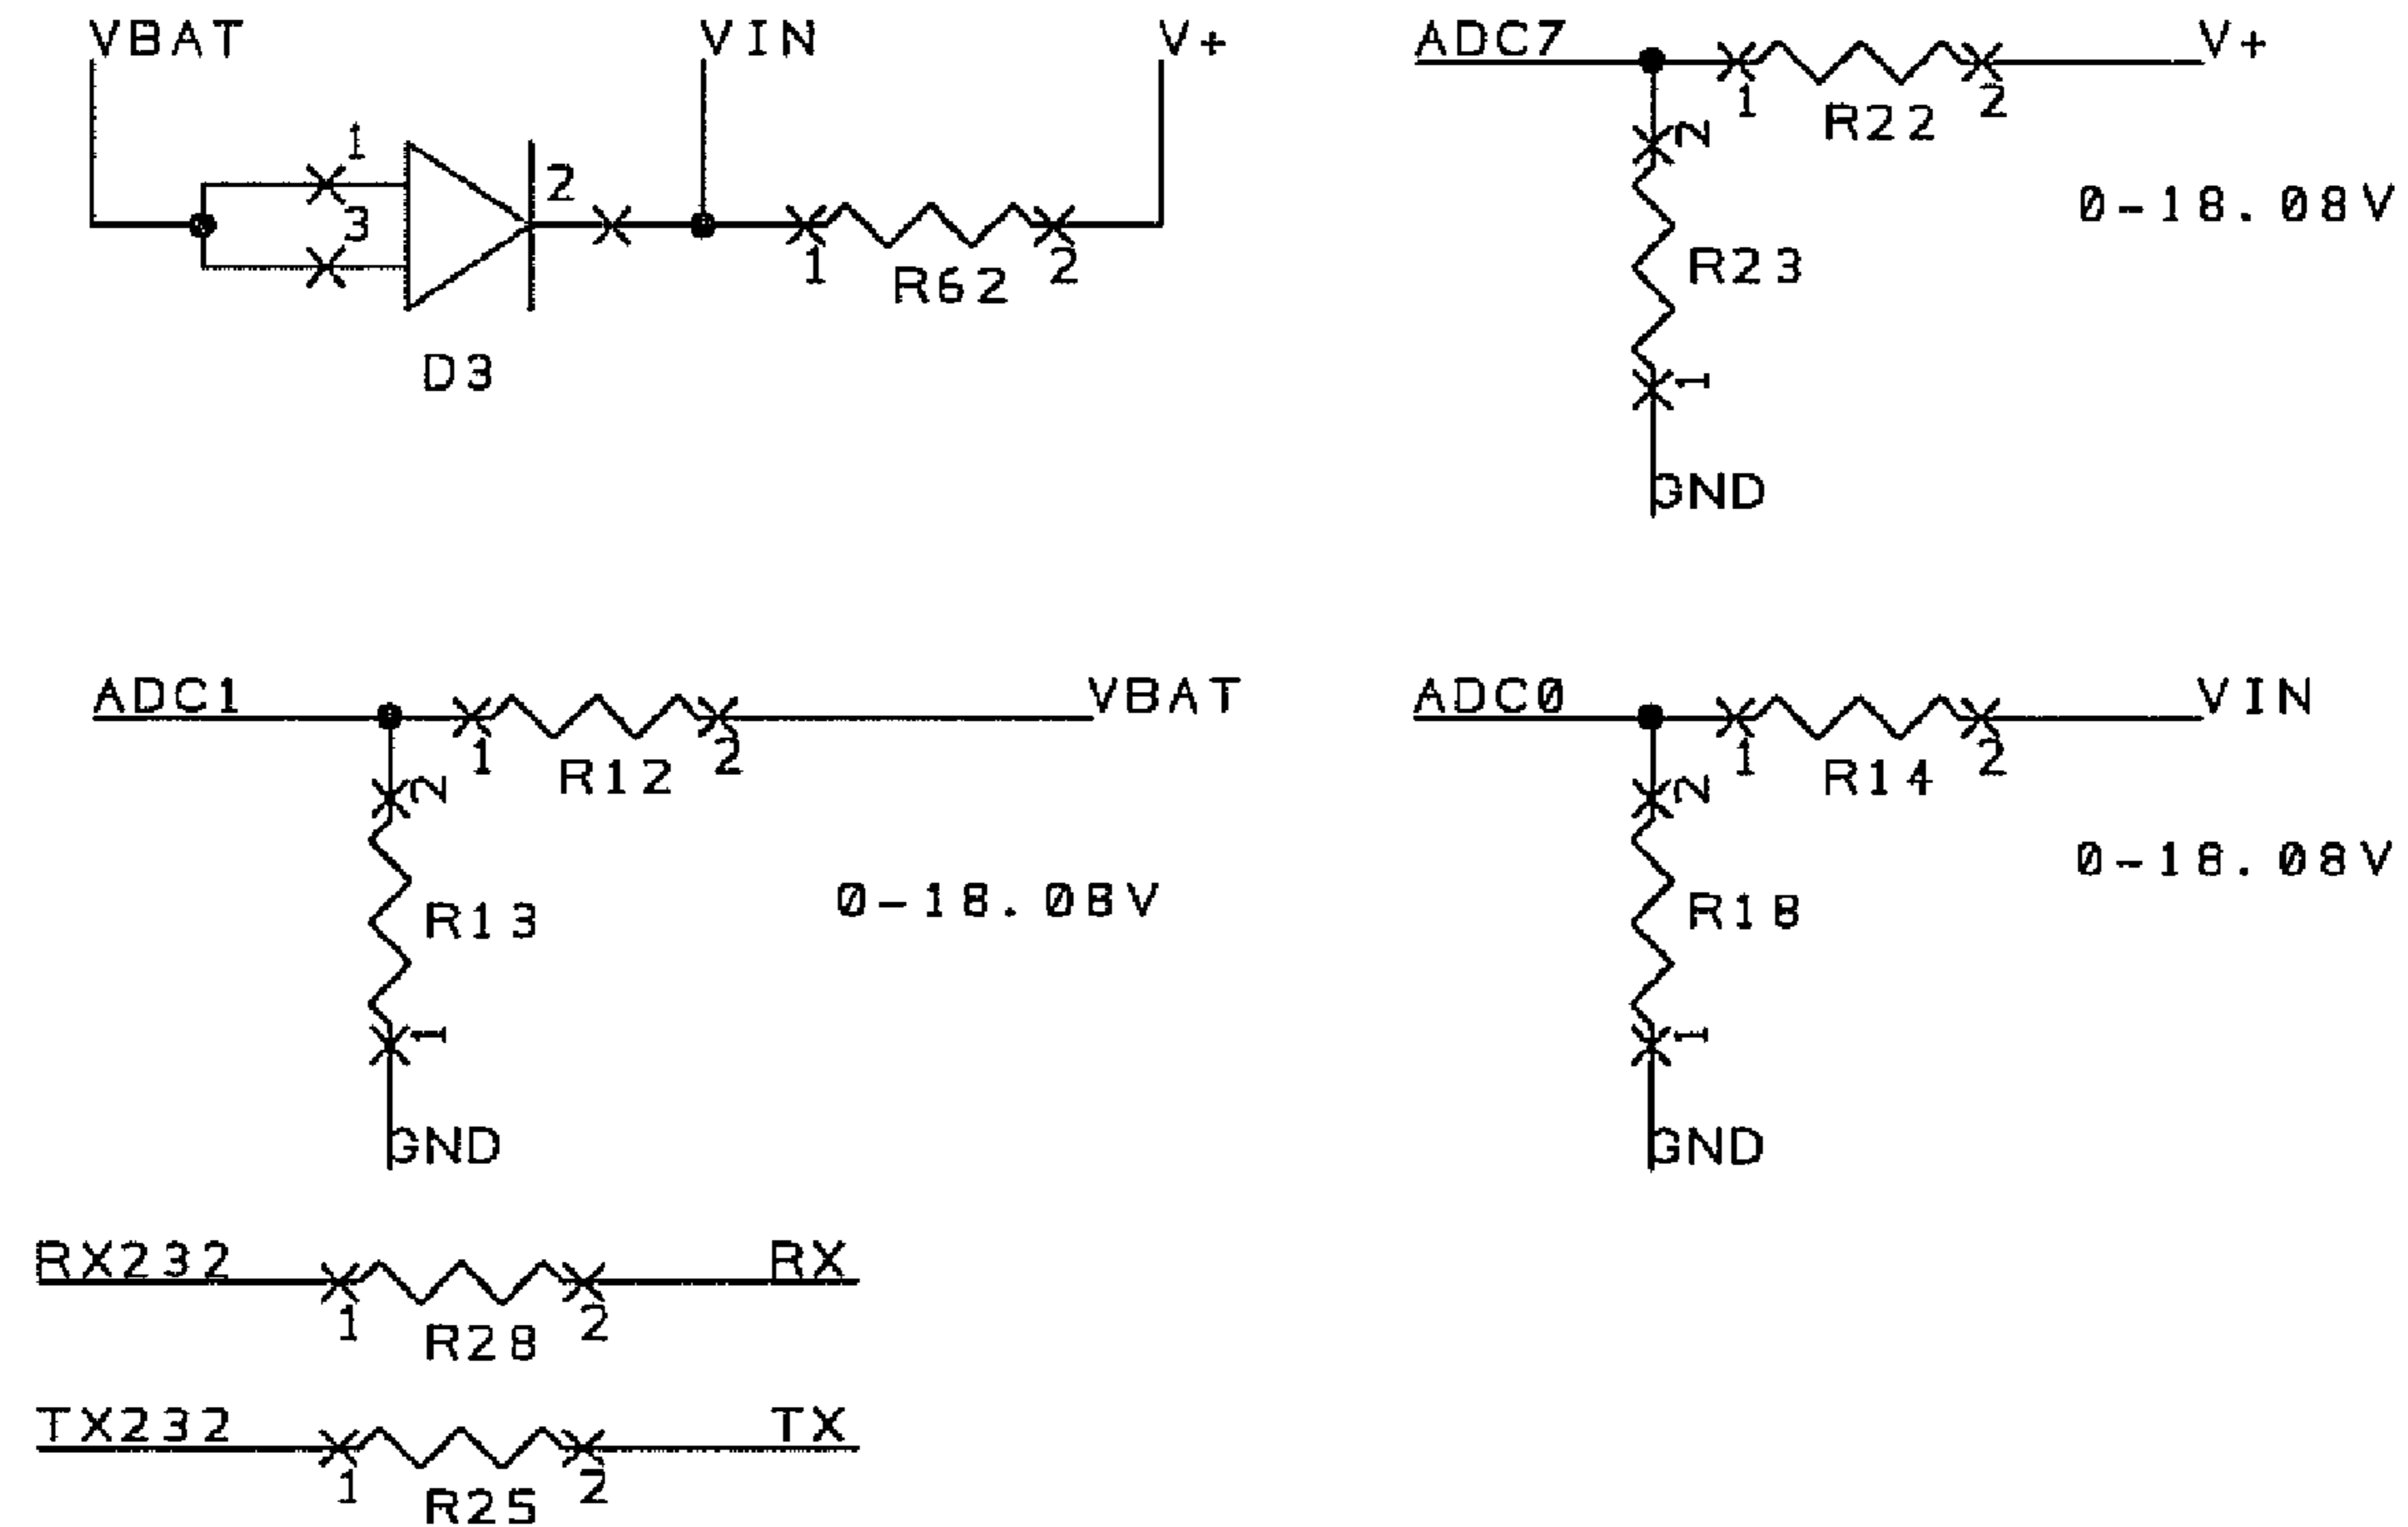 VBAT VIN V+
1
3
2
1 R62 2
D3
ADC7 V+
1 R22 2
2
R23
0-18.08V
1
GND
ADC1 VBAT
1 R12 2
2
R13
0-18.08V
1
GND
ADC0 VIN
1 R14 2
2
R18
0-18.08V
1
GND
RX232 RX
1 R28 2
TX232 TX
1 R25 2